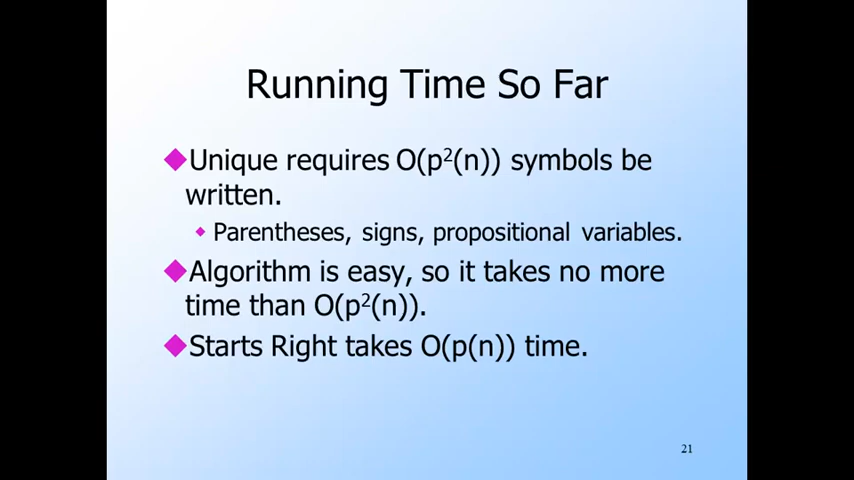 Running Time So Far
Unique requires O(p²(n)) symbols be
written.
Parentheses, signs, propositional variables.
Algorithm is easy, so it takes no more
time than O(p²(n)).
Starts Right takes O(p(n)) time.
21